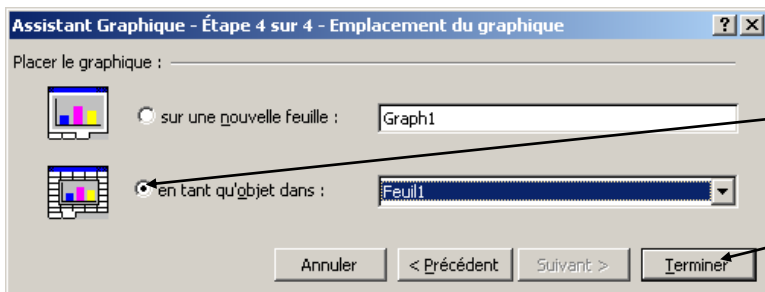 Assistant Graphique - Étape 4 sur 4 - Emplacement du graphique
Placer le graphique :
sur une nouvelle feuille : Graph1
en tant qu'objet dans : Feuil1
Annuler < Précédent Suivant > Terminer